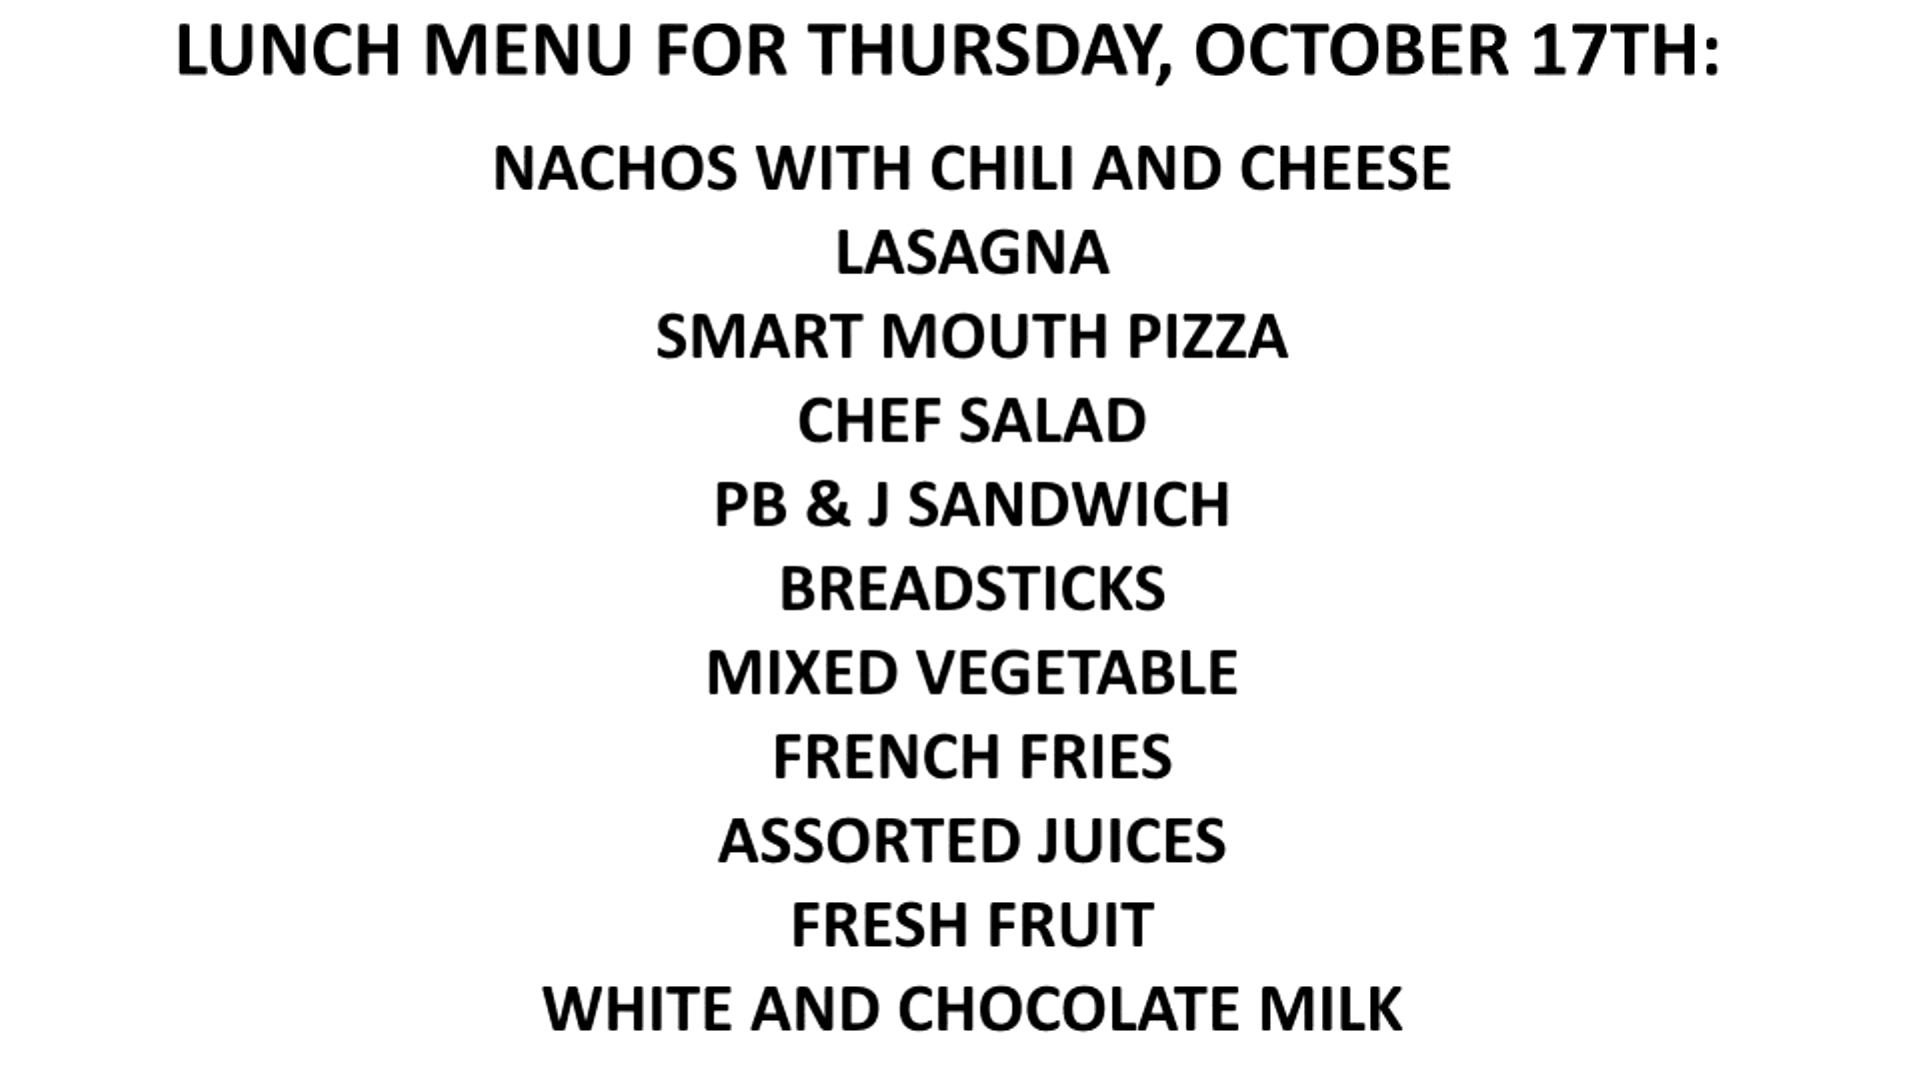 LUNCH MENU FOR THURSDAY, OCTOBER 17TH:
NACHOS WITH CHILI AND CHEESE
LASAGNA
SMART MOUTH PIZZA
CHEF SALAD
PB & J SANDWICH
BREADSTICKS
MIXED VEGETABLE
FRENCH FRIES
ASSORTED JUICES
FRESH FRUIT
WHITE AND CHOCOLATE MILK